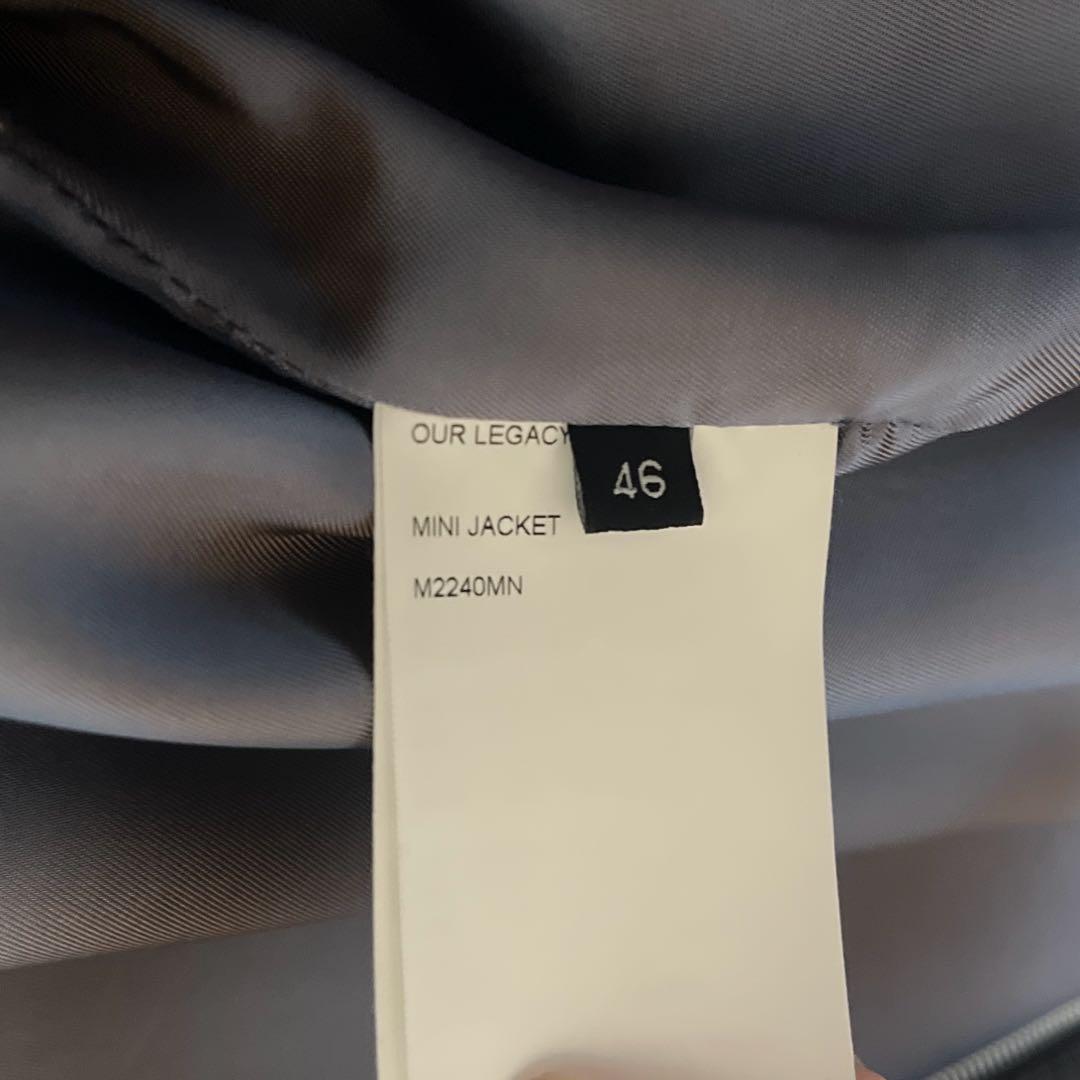 OUR LEGACY
46
MINI JACKET
M2240MN